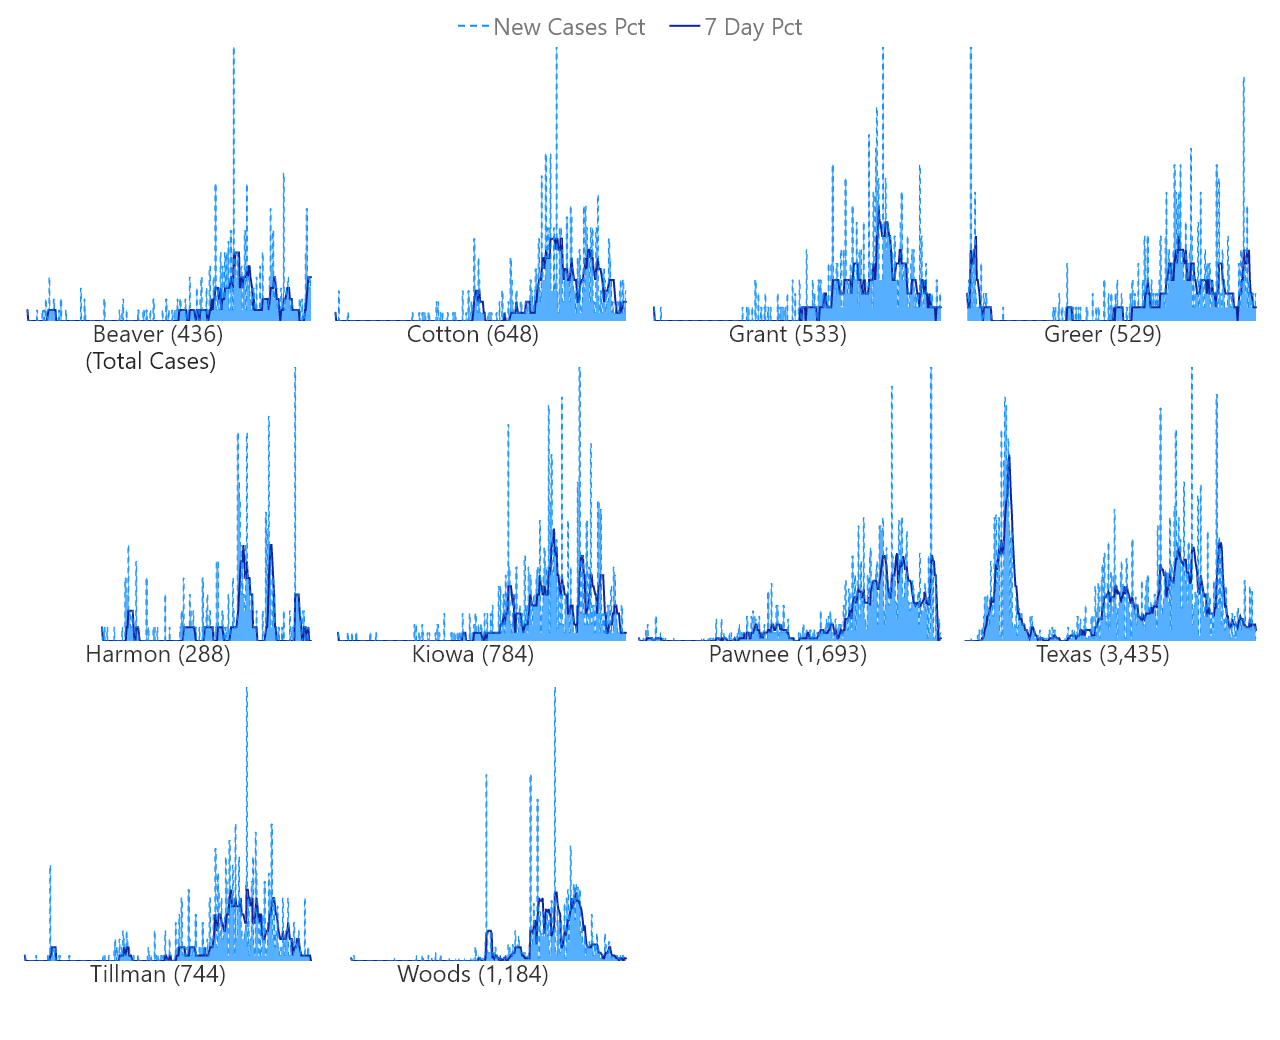 New Cases Pct 7 Day Pct
Beaver (436) Cotton (648) Grant (533) Greer (529)
(Total Cases)
Harmon (288) Kiowa (784) Pawnee (1,693) Texas (3,435)
Tillman (744) Woods (1,184)